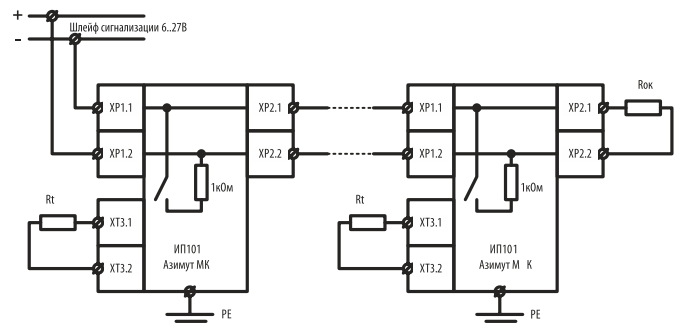 +
Шлейф сигнализации 6..27В
-
Rок
XP1.1
XP2.1
XP1.1
XP2.1
XP1.2
XP2.2
XP1.2
XP2.2
1кОм
1кОм
Rt
Rt
XT3.1
XT3.1
ИП101
Азимут МК
ИП101
Азимут М К
XT3.2
XT3.2
PE
PE